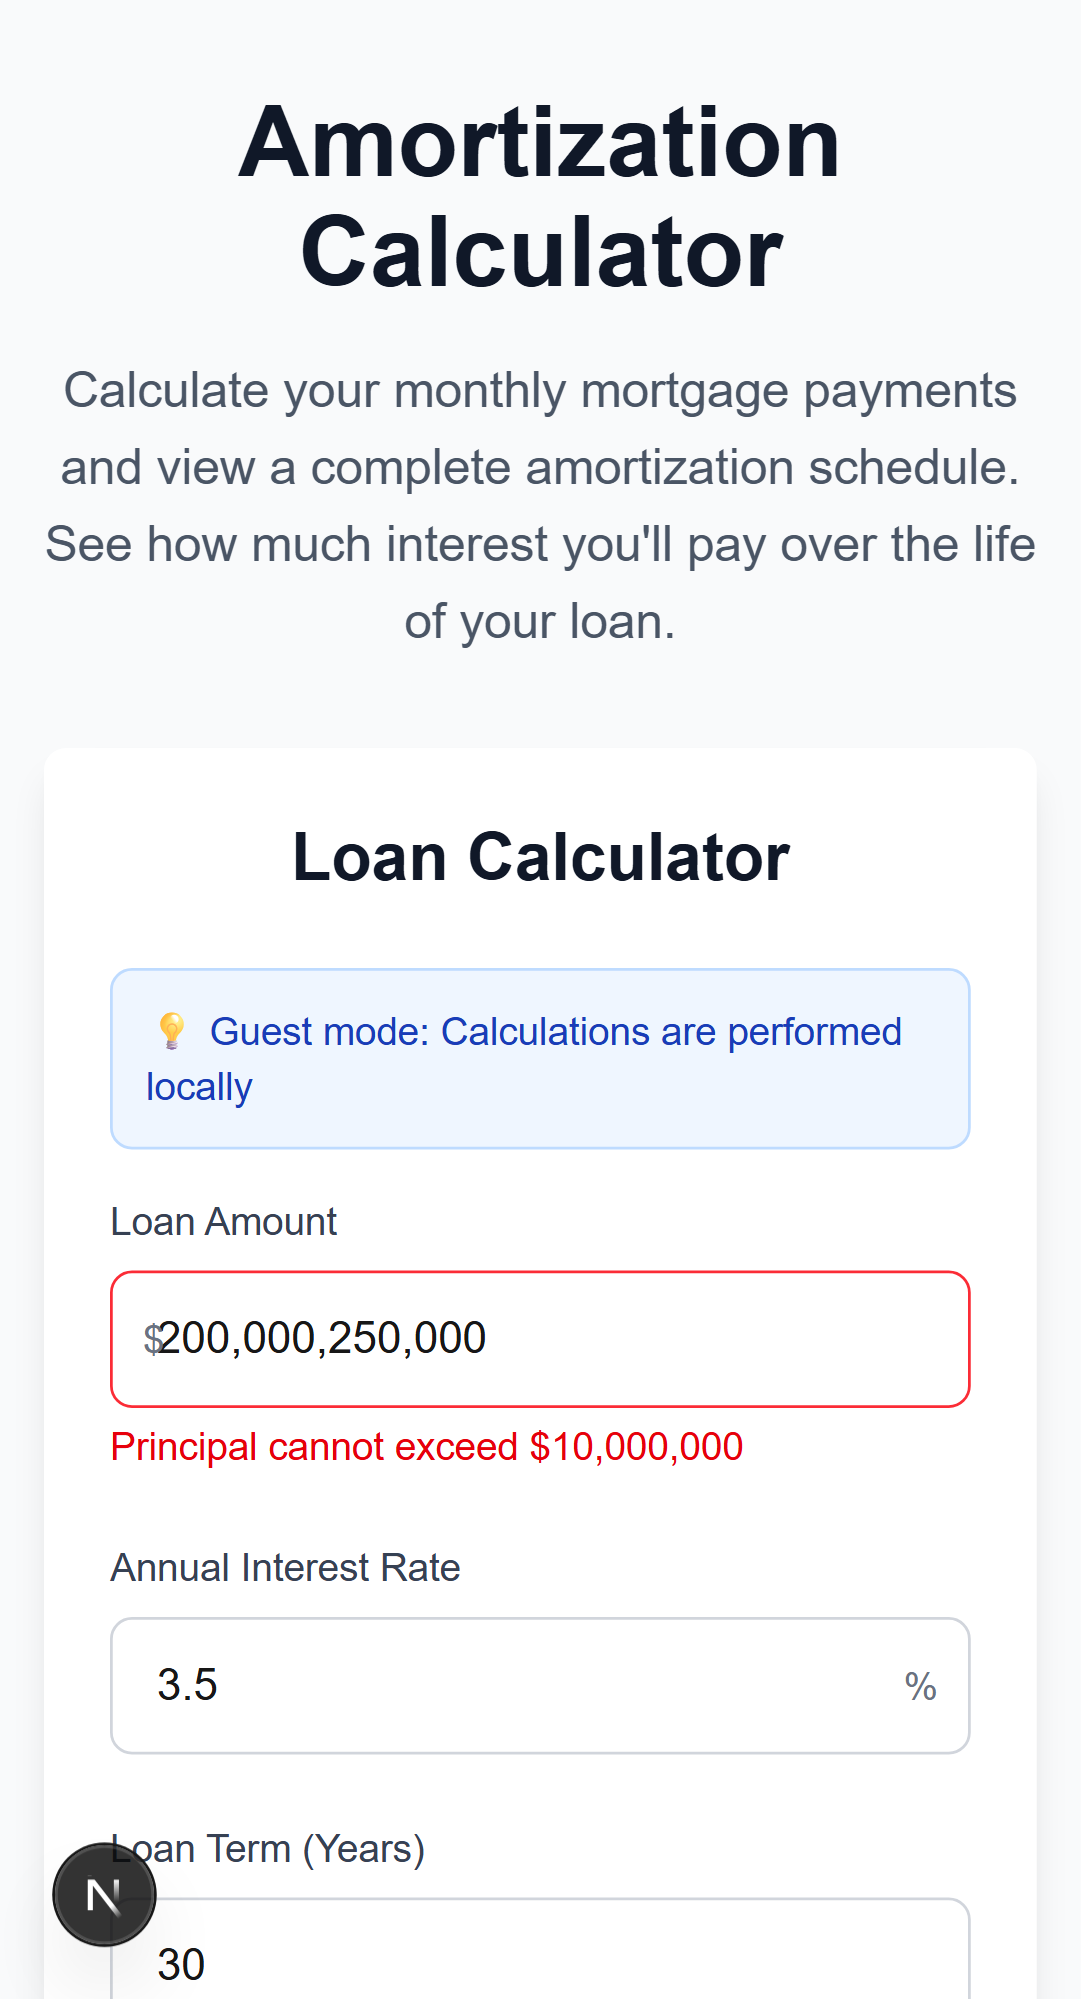 Amortization
Calculator
Calculate your monthly mortgage payments
and view a complete amortization schedule.
See how much interest you'll pay over the life
of your loan.
Loan Calculator
💡 Guest mode: Calculations are performed
locally
Loan Amount
$200,000,250,000
Principal cannot exceed $10,000,000
Annual Interest Rate
3.5 %
Loan Term (Years)
N
30